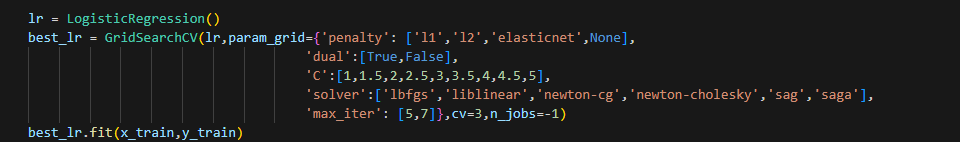 lr = LogisticRegression()
best_lr = GridSearchCV(lr,param_grid={'penalty': ['l1','l2','elasticnet',None],
'dual':[True,False],
'C':[1,1.5,2,2.5,3,3.5,4,4.5,5],
'solver':['lbfgs','liblinear','newton-cg','newton-cholesky','sag','saga'],
'max_iter': [5,7]},cv=3,n_jobs=-1)
best_lr.fit(x_train,y_train)